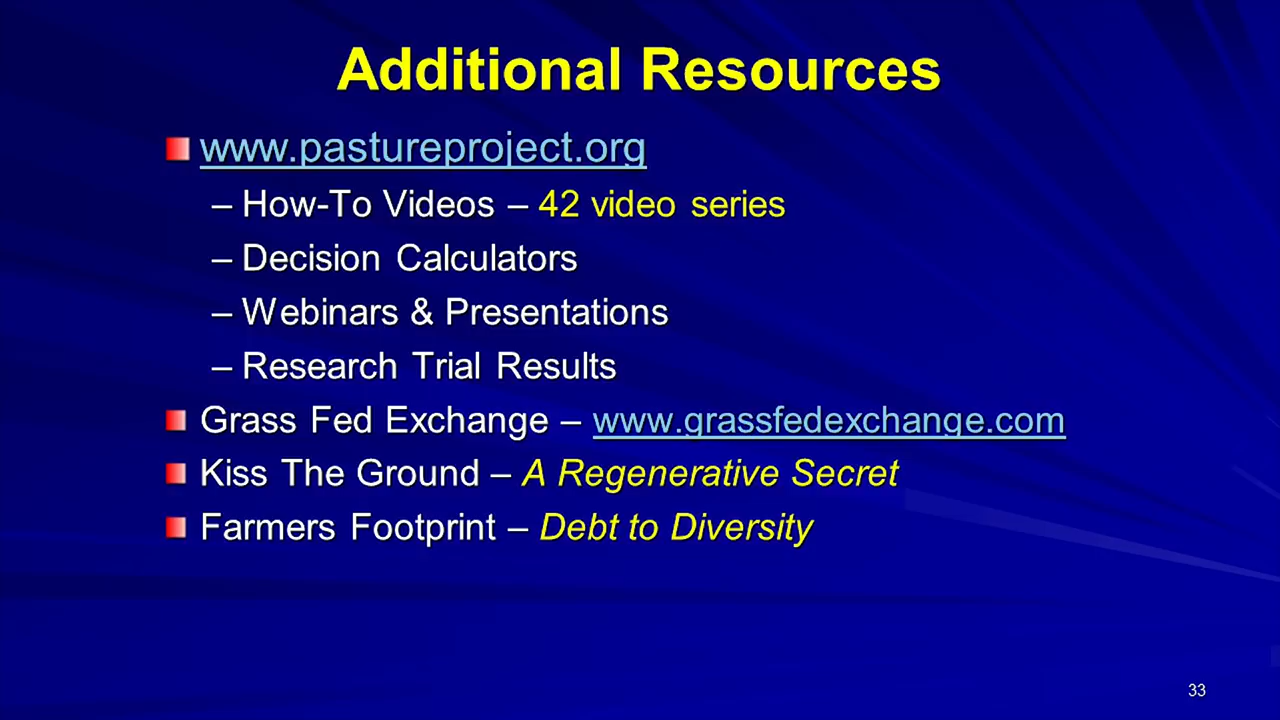 Additional Resources
www.pastureproject.org
– How-To Videos – 42 video series
– Decision Calculators
– Webinars & Presentations
– Research Trial Results
Grass Fed Exchange – www.grassfedexchange.com
Kiss The Ground – A Regenerative Secret
Farmers Footprint – Debt to Diversity
33